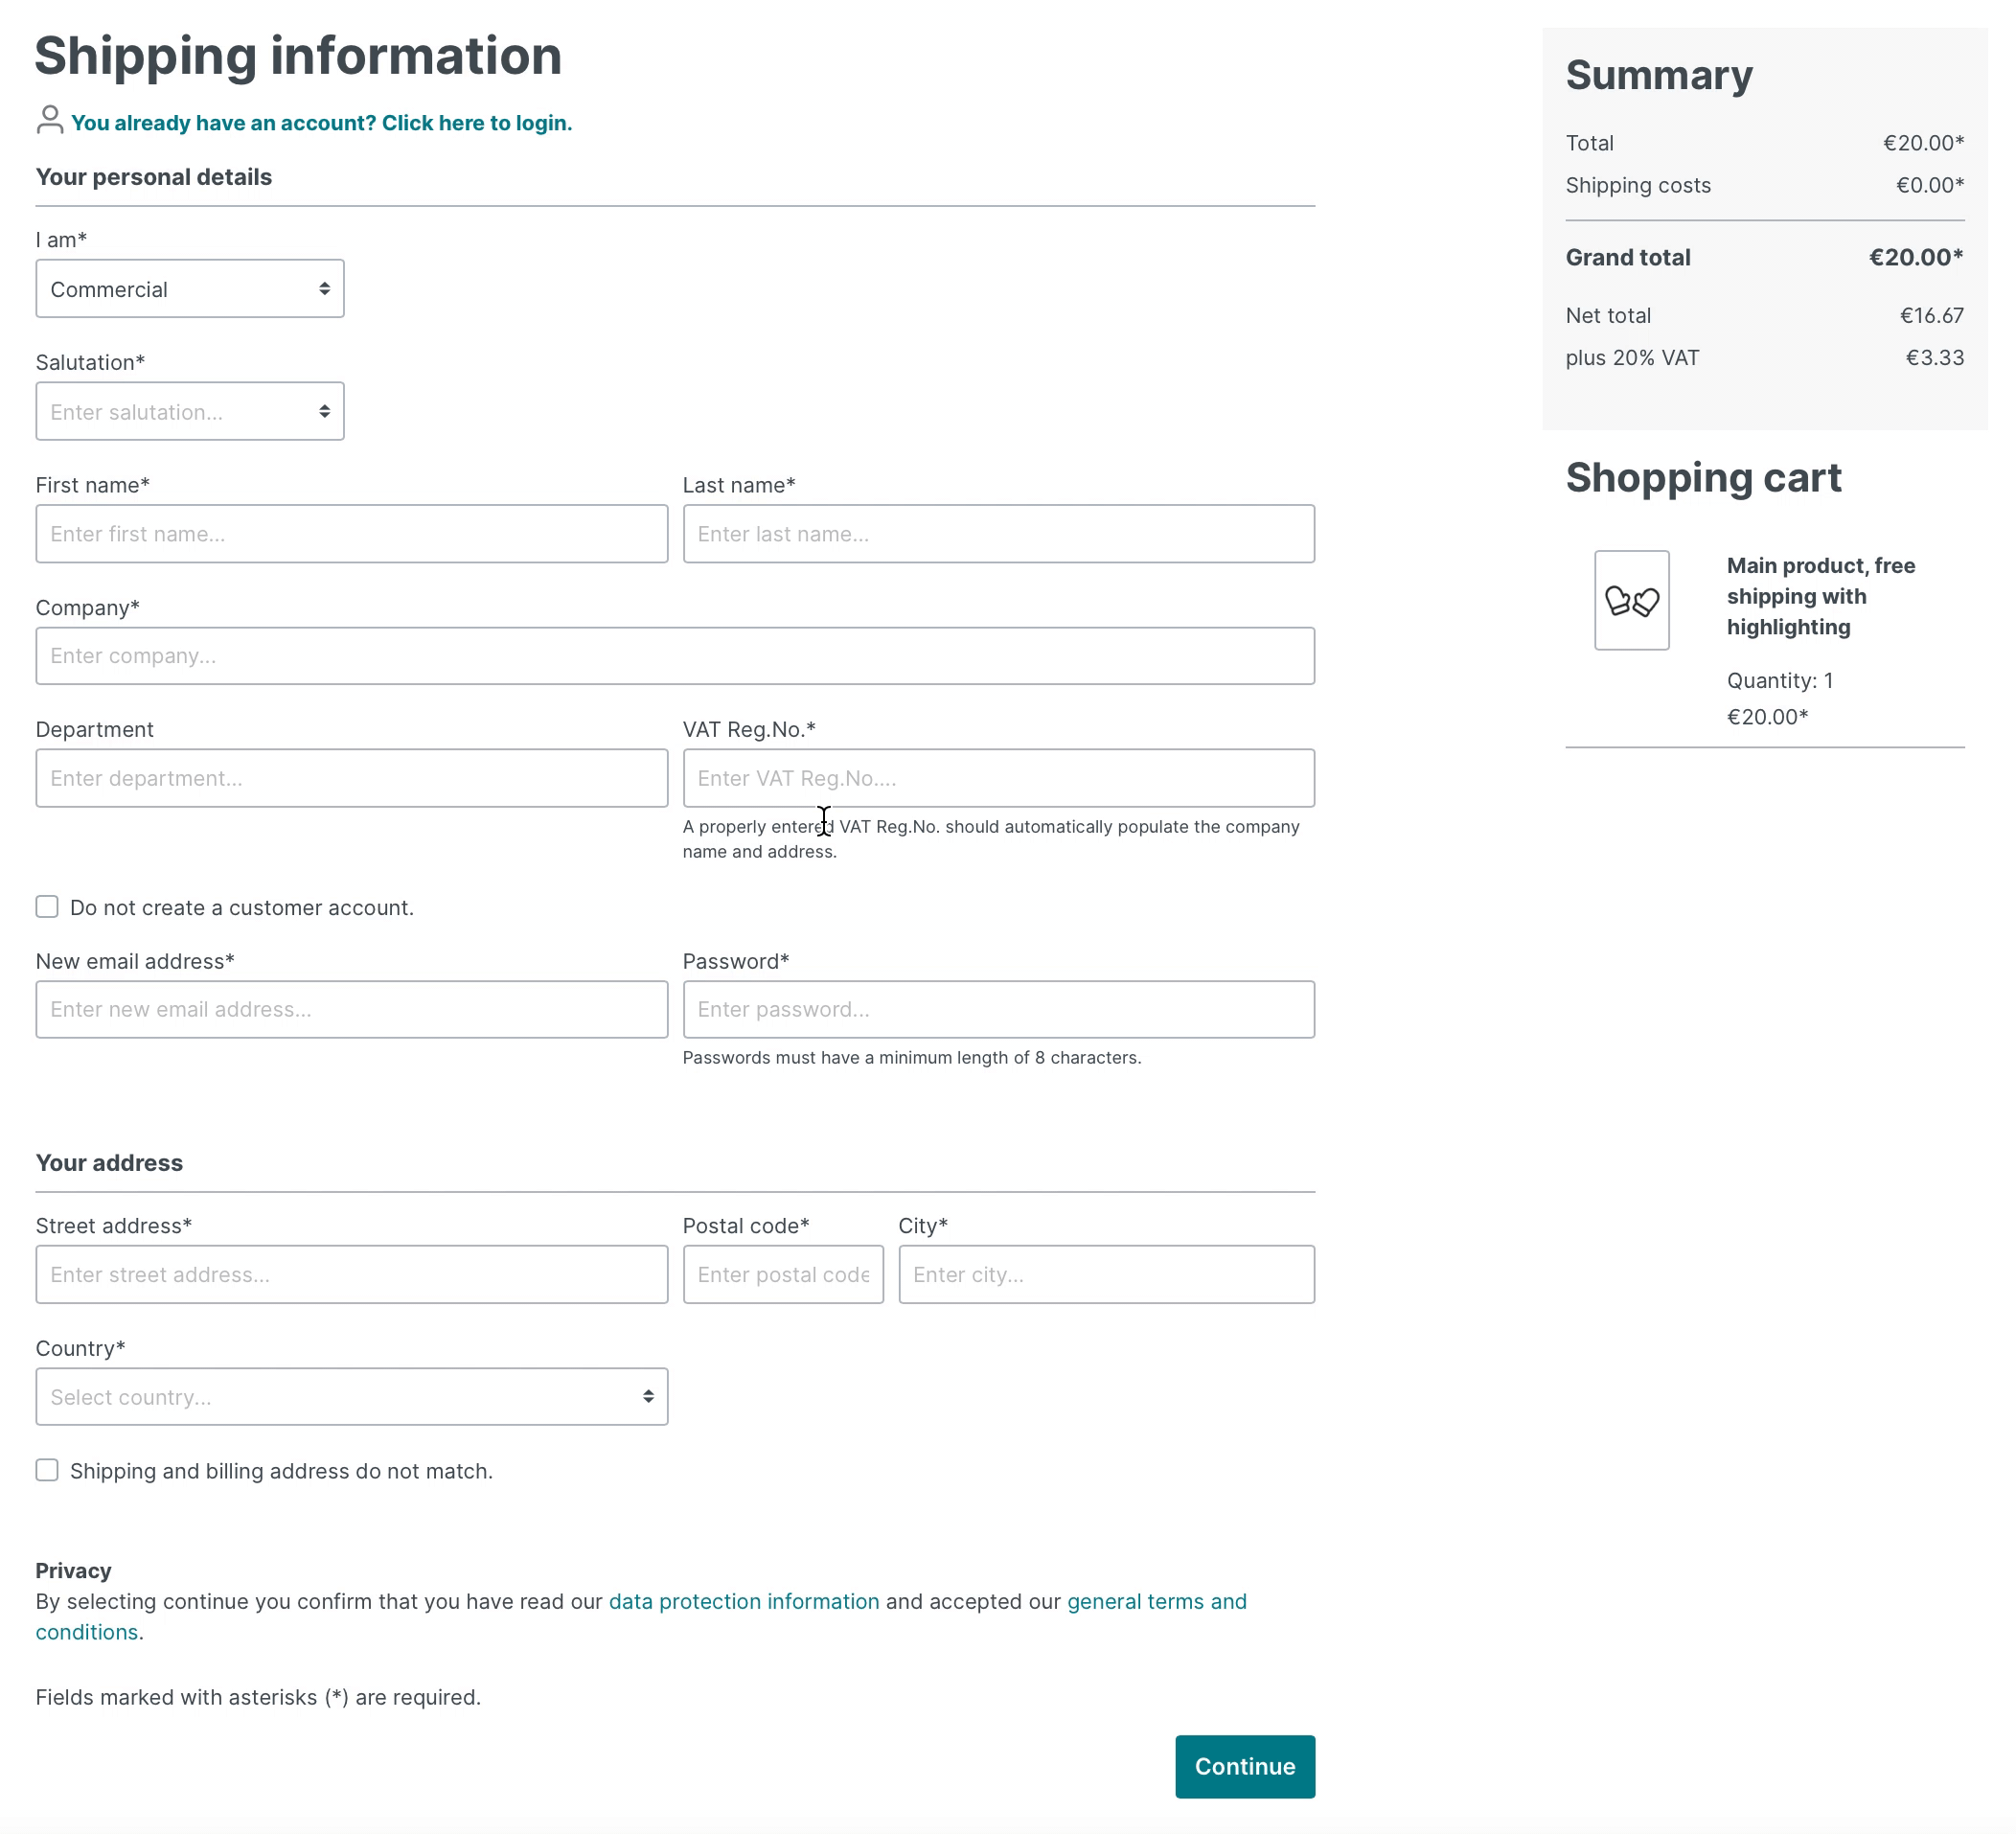 Shipping information
You already have an account? Click here to login.
Your personal details
I am*
Commercial
Salutation*
Enter salutation...
First name*
Last name*
Enter first name...
Enter last name...
Company*
Enter company...
Department
VAT Reg.No.*
Enter department...
Enter VAT Reg.No....
A properly entered VAT Reg.No. should automatically populate the company
name and address.
Do not create a customer account.
New email address*
Password*
Enter new email address...
Enter password...
Passwords must have a minimum length of 8 characters.
Your address
Street address*
Postal code*
City*
Enter street address...
Enter postal code
Enter city...
Country*
Select country...
Shipping and billing address do not match.
Privacy
By selecting continue you confirm that you have read our data protection information and accepted our general terms and
conditions.
Fields marked with asterisks (*) are required.
Continue
Summary
Total €20.00*
Shipping costs €0.00*
Grand total €20.00*
Net total €16.67
plus 20% VAT €3.33
Shopping cart
Main product, free
shipping with
highlighting
Quantity: 1
€20.00*